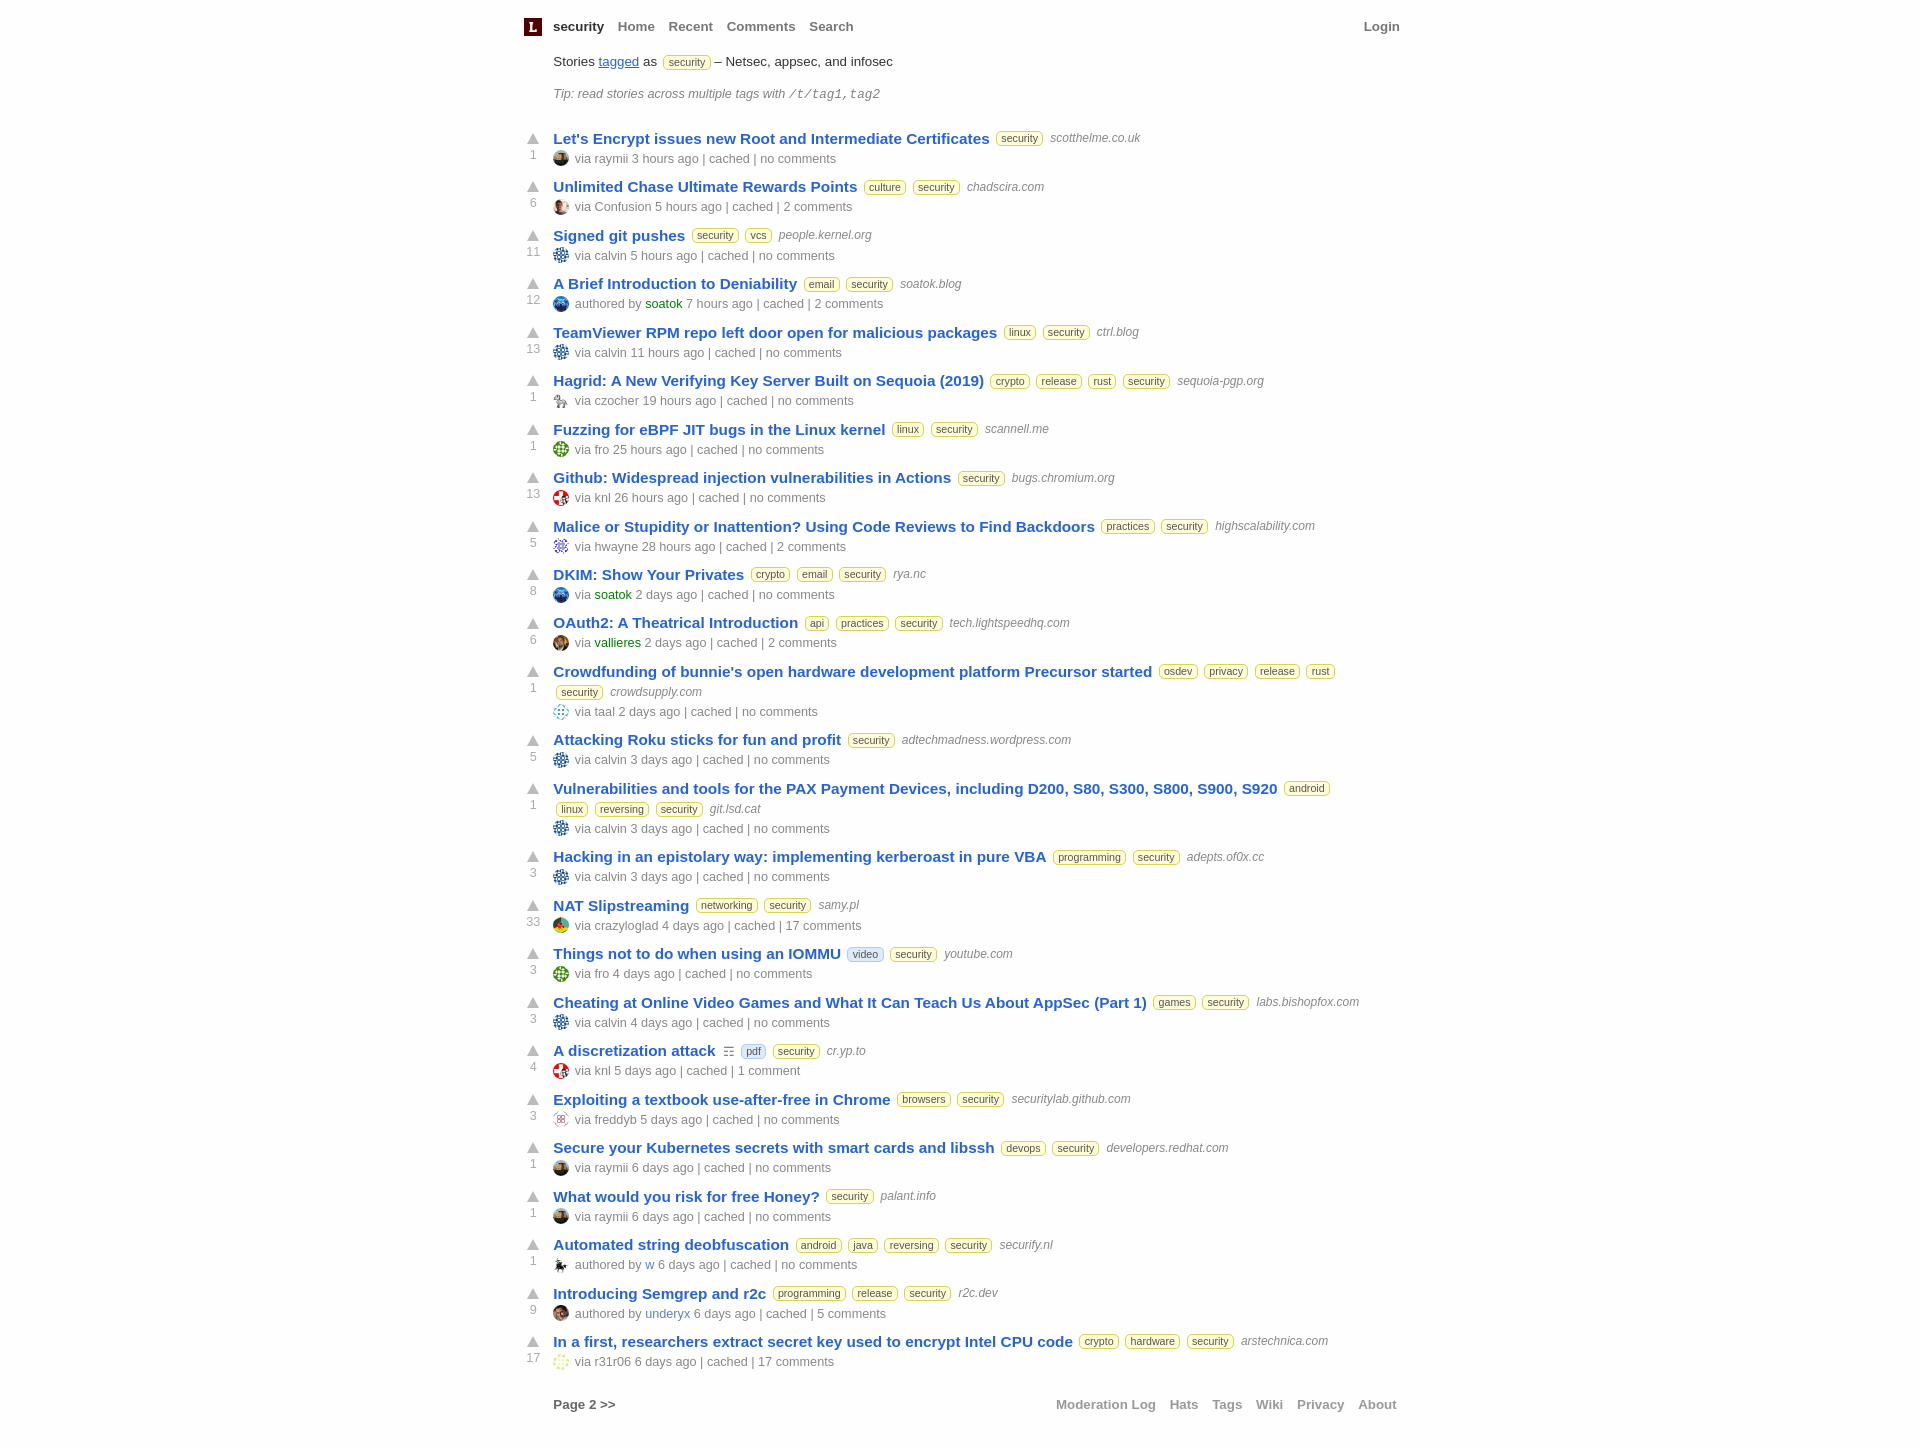 L security Home Recent Comments Search Login
Stories tagged as security – Netsec, appsec, and infosec
Tip: read stories across multiple tags with /t/tag1,tag2
Let's Encrypt issues new Root and Intermediate Certificates security scotthelme.co.uk
1 via raymii 3 hours ago | cached | no comments
Unlimited Chase Ultimate Rewards Points culture security chadscira.com
6 via Confusion 5 hours ago | cached | 2 comments
Signed git pushes security vcs people.kernel.org
11 via calvin 5 hours ago | cached | no comments
A Brief Introduction to Deniability email security soatok.blog
12 authored by soatok 7 hours ago | cached | 2 comments
TeamViewer RPM repo left door open for malicious packages linux security ctrl.blog
13 via calvin 11 hours ago | cached | no comments
Hagrid: A New Verifying Key Server Built on Sequoia (2019) crypto release rust security sequoia-pgp.org
1 via czocher 19 hours ago | cached | no comments
Fuzzing for eBPF JIT bugs in the Linux kernel linux security scannell.me
1 via fro 25 hours ago | cached | no comments
Github: Widespread injection vulnerabilities in Actions security bugs.chromium.org
13 via knl 26 hours ago | cached | no comments
Malice or Stupidity or Inattention? Using Code Reviews to Find Backdoors practices security highscalability.com
5 via hwayne 28 hours ago | cached | 2 comments
DKIM: Show Your Privates crypto email security rya.nc
8 via soatok 2 days ago | cached | no comments
OAuth2: A Theatrical Introduction api practices security tech.lightspeedhq.com
6 via vallieres 2 days ago | cached | 2 comments
Crowdfunding of bunnie's open hardware development platform Precursor started osdev privacy release rust
1 security crowdsupply.com
via taal 2 days ago | cached | no comments
Attacking Roku sticks for fun and profit security adtechmadness.wordpress.com
5 via calvin 3 days ago | cached | no comments
Vulnerabilities and tools for the PAX Payment Devices, including D200, S80, S300, S800, S900, S920 android
1 linux reversing security git.lsd.cat
via calvin 3 days ago | cached | no comments
Hacking in an epistolary way: implementing kerberoast in pure VBA programming security adepts.of0x.cc
3 via calvin 3 days ago | cached | no comments
NAT Slipstreaming networking security samy.pl
33 via crazyloglad 4 days ago | cached | 17 comments
Things not to do when using an IOMMU video security youtube.com
3 via fro 4 days ago | cached | no comments
Cheating at Online Video Games and What It Can Teach Us About AppSec (Part 1) games security labs.bishopfox.com
3 via calvin 4 days ago | cached | no comments
A discretization attack ☶ pdf security cr.yp.to
4 via knl 5 days ago | cached | 1 comment
Exploiting a textbook use-after-free in Chrome browsers security securitylab.github.com
3 via freddyb 5 days ago | cached | no comments
Secure your Kubernetes secrets with smart cards and libssh devops security developers.redhat.com
1 via raymii 6 days ago | cached | no comments
What would you risk for free Honey? security palant.info
1 via raymii 6 days ago | cached | no comments
Automated string deobfuscation android java reversing security securify.nl
1 authored by w 6 days ago | cached | no comments
Introducing Semgrep and r2c programming release security r2c.dev
9 authored by underyx 6 days ago | cached | 5 comments
In a first, researchers extract secret key used to encrypt Intel CPU code crypto hardware security arstechnica.com
17 via r31r06 6 days ago | cached | 17 comments
Page 2 >> Moderation Log Hats Tags Wiki Privacy About